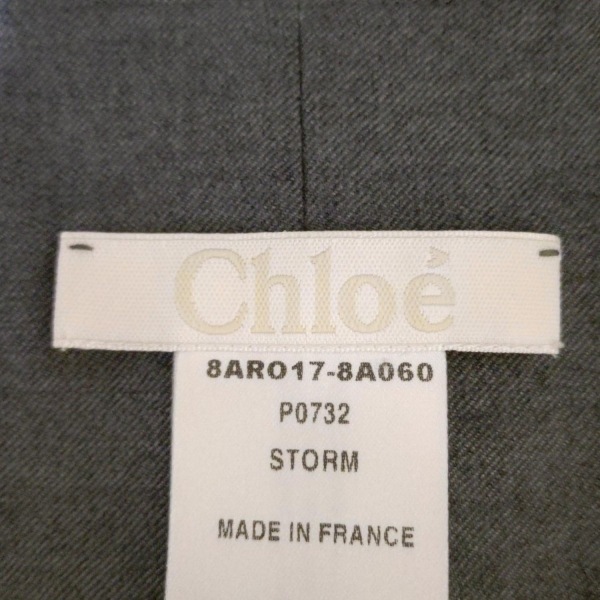 Chloé
8ARO17-8A060
P0732
STORM
MADE IN FRANCE